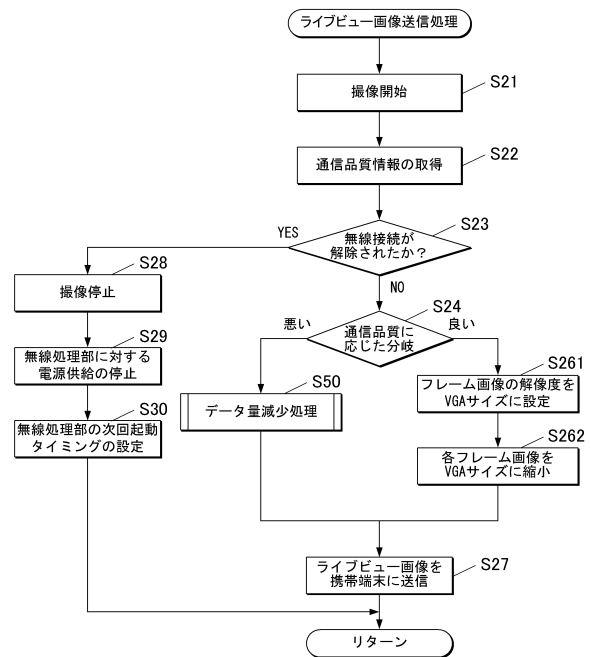 ライブビュー画像送信処理
撮像開始
S21
通信品質情報の取得
S22
無線接続が
解除されたか？
S23
YES
NO
撮像停止
S28
無線処理部に対する
電源供給の停止
S29
無線処理部の次回起動
タイミングの設定
S30
通信品質に
応じた分岐
S24
悪い
良い
データ量減少処理
S50
フレーム画像の解像度を
VGAサイズに設定
S261
各フレーム画像を
VGAサイズに縮小
S262
ライブビュー画像を
携帯端末に送信
S27
リターン